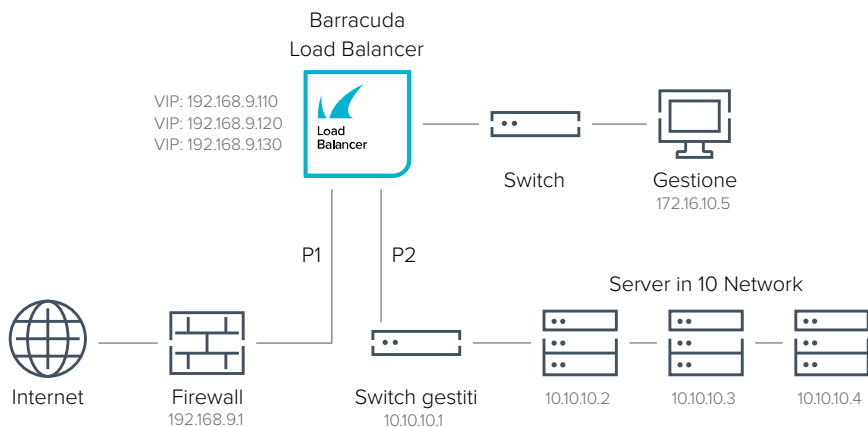 Barracuda
Load Balancer
VIP: 192.168.9.110
VIP: 192.168.9.120
VIP: 192.168.9.130
Load
Balancer
Switch
Gestione
172.16.10.5
P1
P2
Server in 10 Network
Internet
Firewall
192.168.9.1
Switch gestiti
10.10.10.1
10.10.10.2
10.10.10.3
10.10.10.4